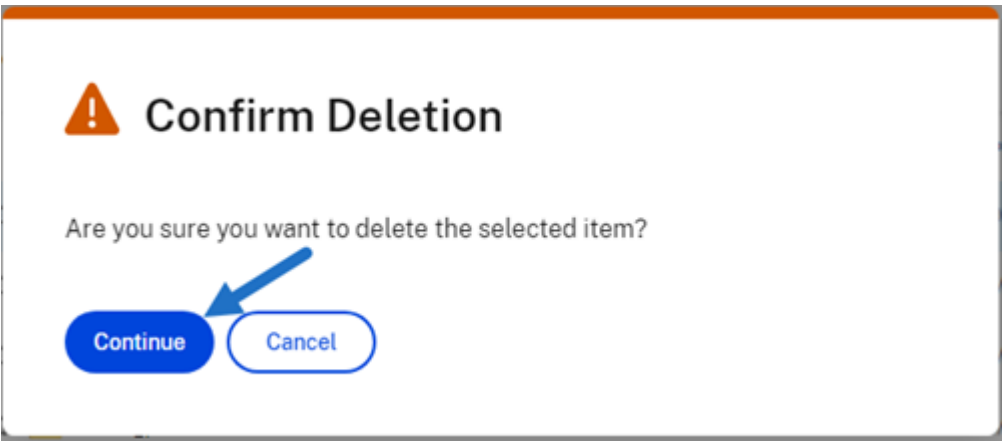 Confirm Deletion
Are you sure you want to delete the selected item?
Continue
Cancel